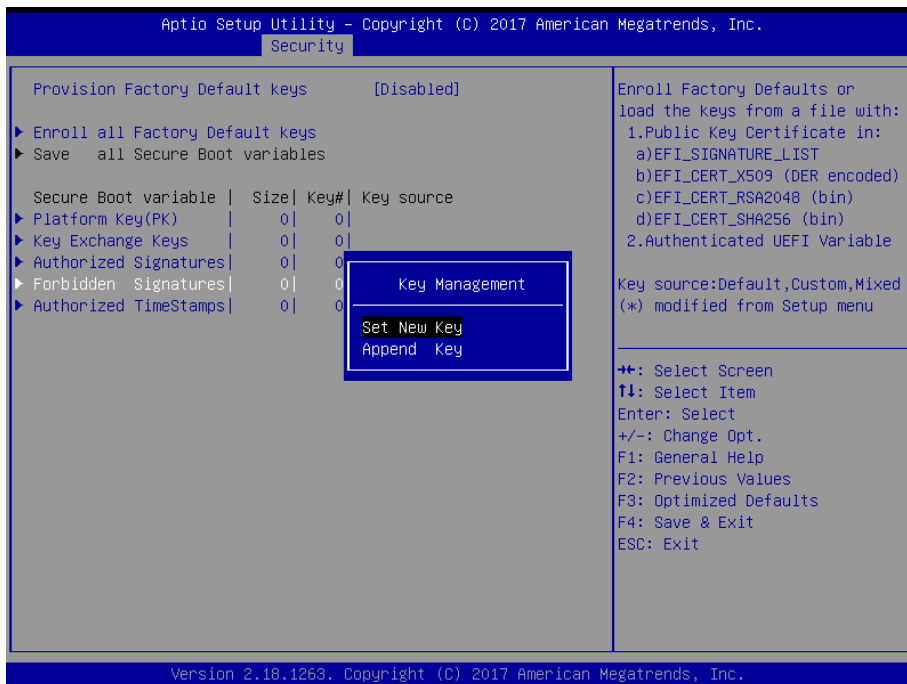 Aptio Setup Utility – Copyright (C) 2017 American Megatrends, Inc.
Security
Provision Factory Default keys [Disabled]
Enroll all Factory Default keys
Save all Secure Boot variables
Secure Boot variable | Size| Key#| Key source
Platform Key(PK) | 0| 0|
Key Exchange Keys | 0| 0|
Authorized Signatures| 0| 0
Forbidden Signatures| 0| 0
Authorized TimeStamps| 0| 0
Key Management
Set New Key
Append Key
Enroll Factory Defaults or
load the keys from a file with:
1.Public Key Certificate in:
a)EFI_SIGNATURE_LIST
b)EFI_CERT_X509 (DER encoded)
c)EFI_CERT_RSA2048 (bin)
d)EFI_CERT_SHA256 (bin)
2.Authenticated UEFI Variable
Key source:Default,Custom,Mixed
(*) modified from Setup menu
→←: Select Screen
↑↓: Select Item
Enter: Select
+/-: Change Opt.
F1: General Help
F2: Previous Values
F3: Optimized Defaults
F4: Save & Exit
ESC: Exit
Version 2.18.1263. Copyright (C) 2017 American Megatrends, Inc.